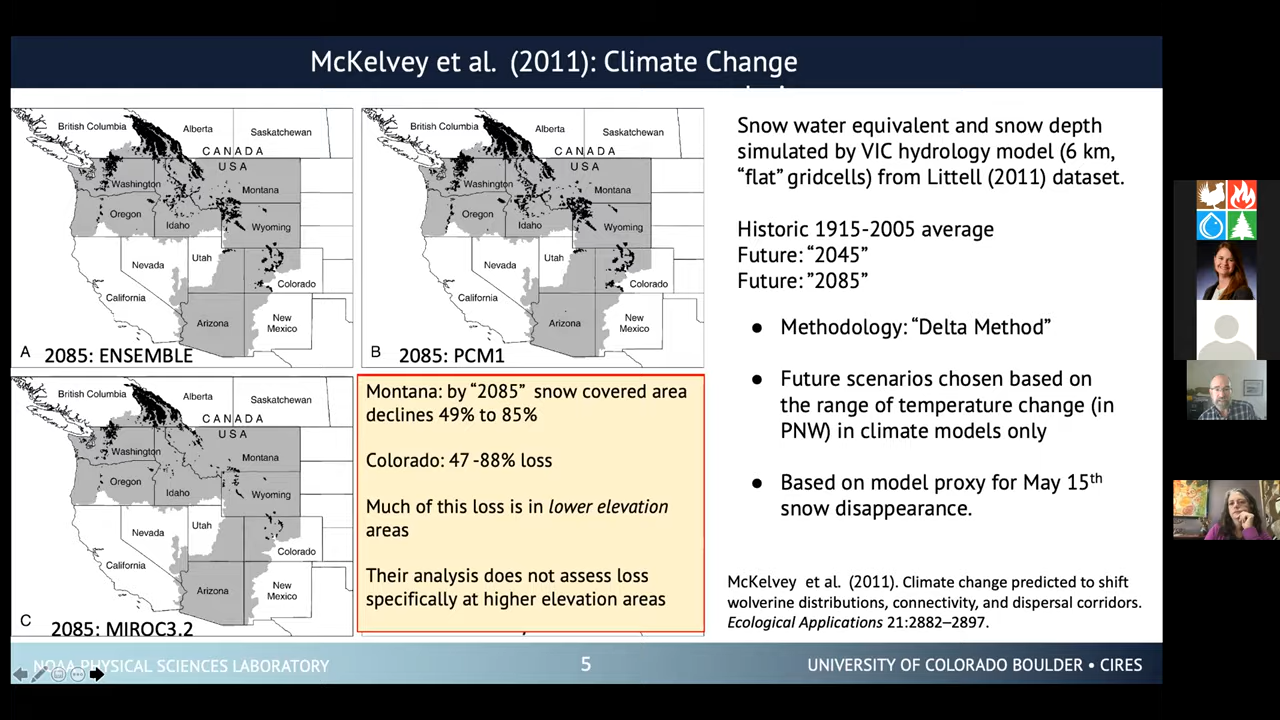 McKelvey et al. (2011): Climate Change
British Columbia
Alberta
Saskatchewan
CANADA
USA
Washington
Montana
Oregon
Idaho
Wyoming
Nevada
Utah
Colorado
California
Arizona
New
Mexico
A
2085: ENSEMBLE
British Columbia
Alberta
Saskatchewan
CANADA
USA
Washington
Montana
Oregon
Idaho
Wyoming
Nevada
Utah
Colorado
California
Arizona
New
Mexico
B
2085: PCM1
British Columbia
Alberta
Saskatchewan
CANADA
USA
Washington
Montana
Oregon
Idaho
Wyoming
Nevada
Utah
Colorado
California
Arizona
New
Mexico
C
2085: MIROC3.2
Montana: by “2085” snow covered area
declines 49% to 85%
Colorado: 47 -88% loss
Much of this loss is in lower elevation
areas
Their analysis does not assess loss
specifically at higher elevation areas
Snow water equivalent and snow depth
simulated by VIC hydrology model (6 km,
“flat” gridcells) from Littell (2011) dataset.
Historic 1915-2005 average
Future: “2045”
Future: ”2085”
● Methodology: “Delta Method”
● Future scenarios chosen based on
the range of temperature change (in
PNW) in climate models only
● Based on model proxy for May 15th
snow disappearance.
McKelvey et al. (2011). Climate change predicted to shift
wolverine distributions, connectivity, and dispersal corridors.
Ecological Applications 21:2882–2897.
NOAA PHYSICAL SCIENCES LABORATORY
5
UNIVERSITY OF COLORADO BOULDER • CIRES